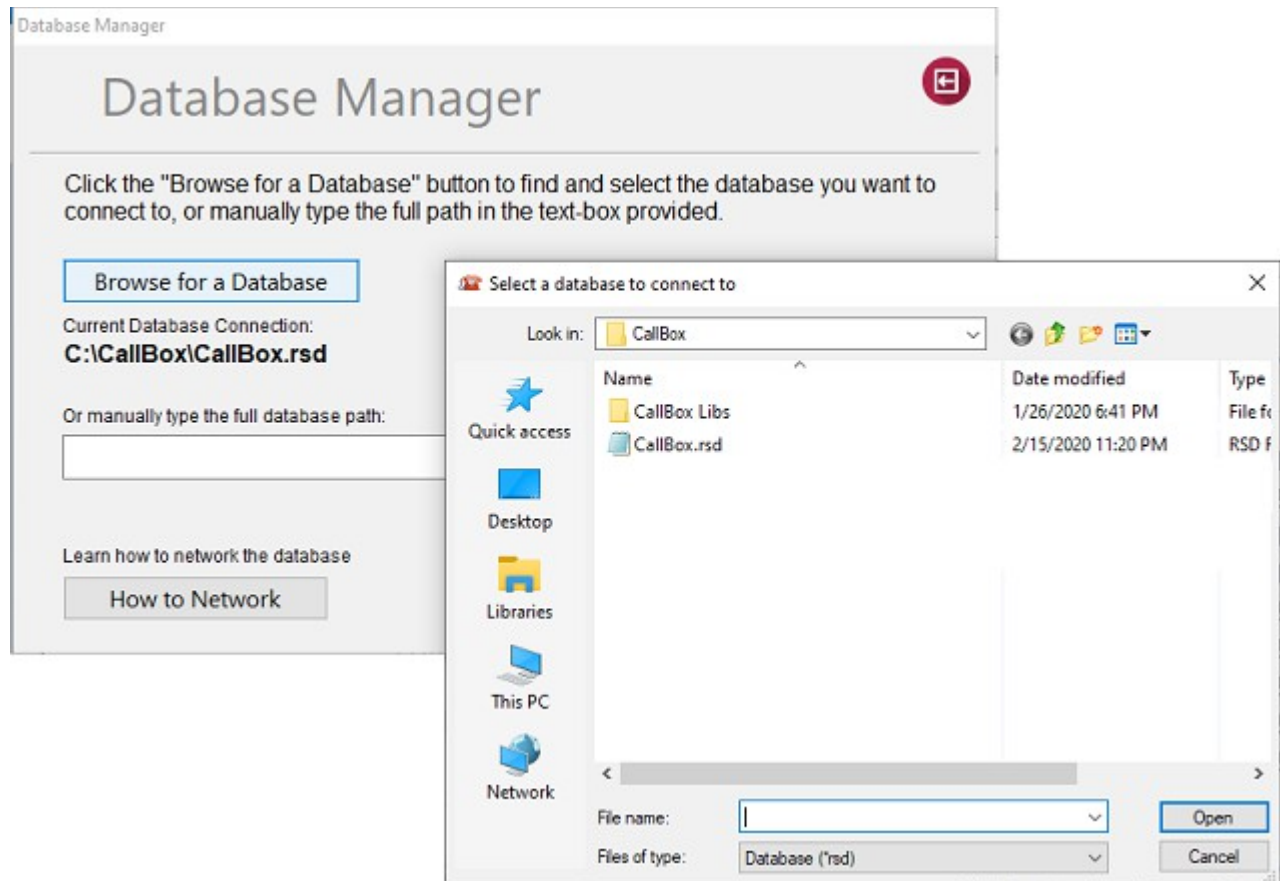 Database Manager
Database Manager
Click the "Browse for a Database" button to find and select the database you want to
connect to, or manually type the full path in the text-box provided.
Browse for a Database
Current Database Connection:
C:\CallBox\CallBox.rsd
Or manually type the full database path:
Learn how to network the database
How to Network
Select a database to connect to
Look in: CallBox
Name Date modified Type
CallBox Libs 1/26/2020 6:41 PM File fo
CallBox.rsd 2/15/2020 11:20 PM RSD F
Quick access
Desktop
Libraries
This PC
Network
File name: Open
Files of type: Database (*rsd) Cancel